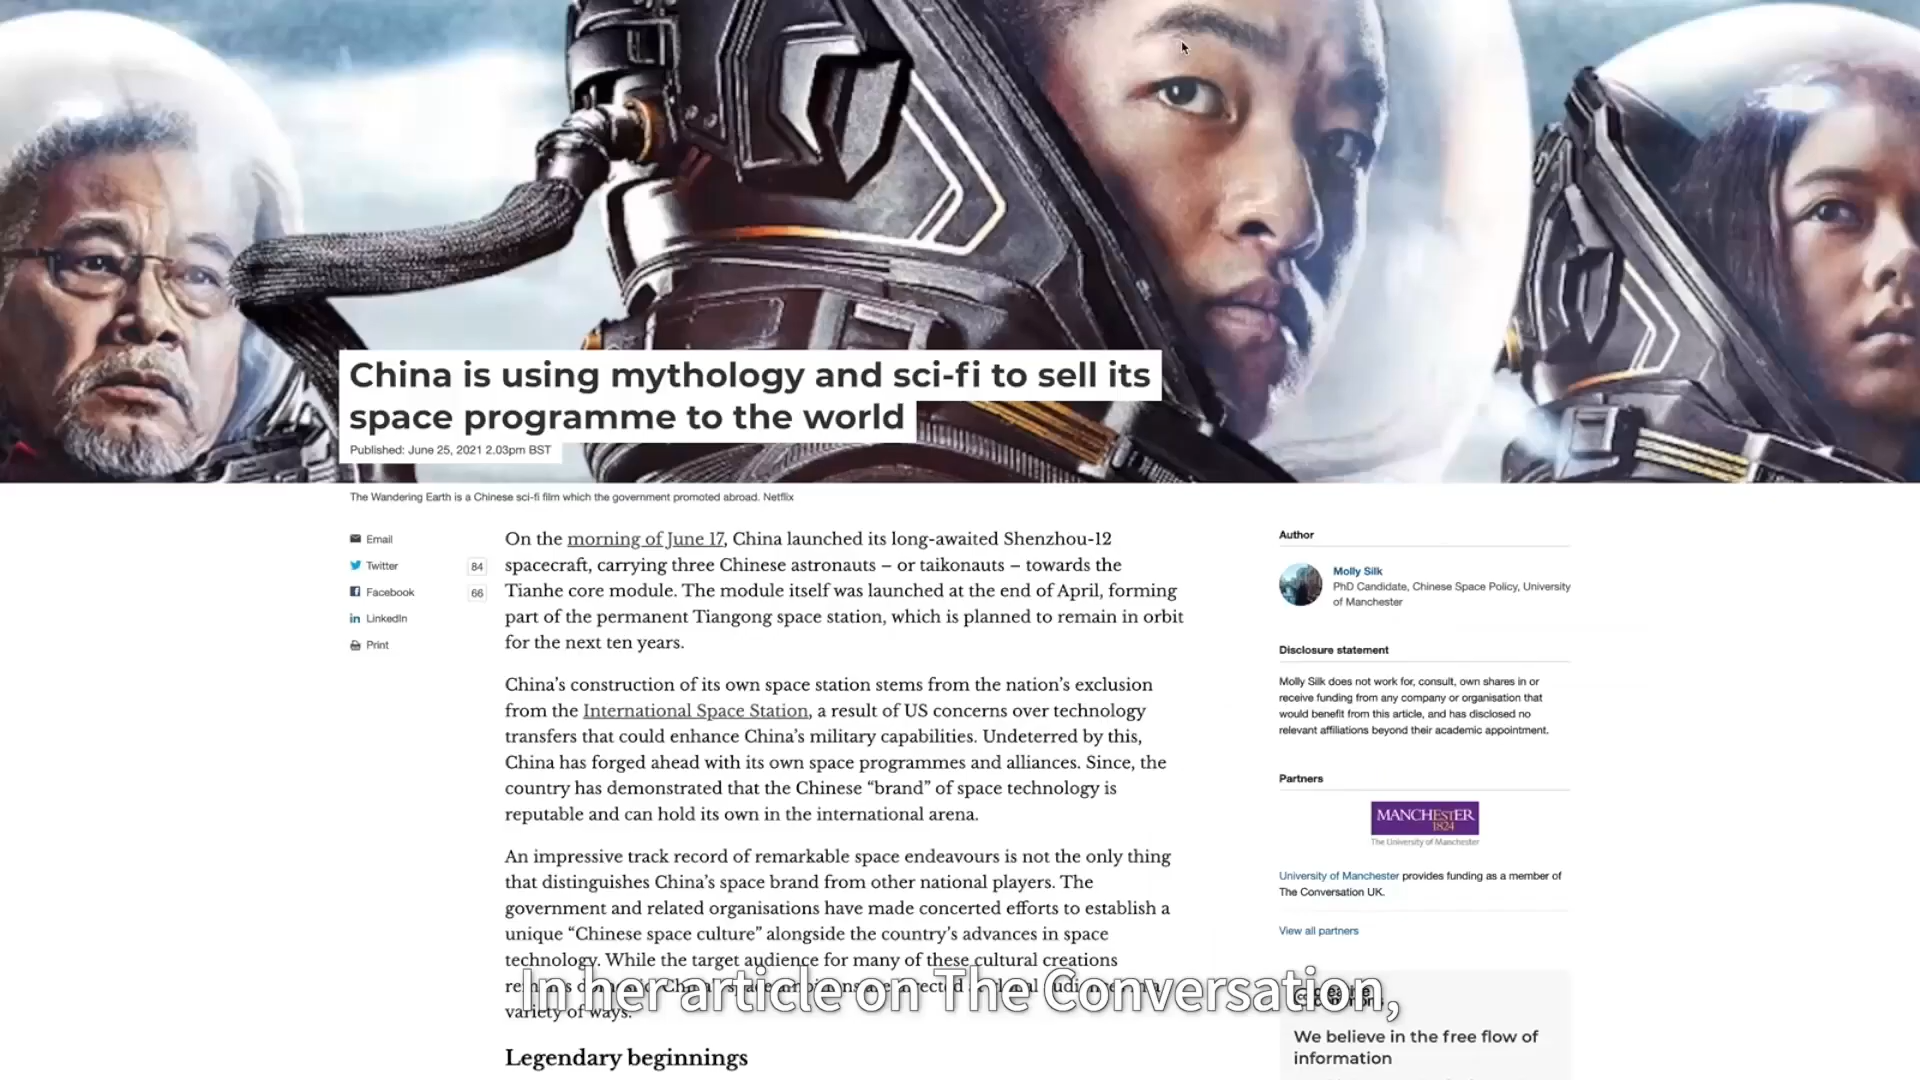 China is using mythology and sci-fi to sell its
space programme to the world
Published: June 25, 2021 2.03pm BST
The Wandering Earth is a Chinese sci-fi film which the government promoted abroad. Netflix
Email
Twitter
84
Facebook
66
LinkedIn
Print
On the morning of June 17, China launched its long-awaited Shenzhou-12
spacecraft, carrying three Chinese astronauts – or taikonauts – towards the
Tianhe core module. The module itself was launched at the end of April, forming
part of the permanent Tiangong space station, which is planned to remain in orbit
for the next ten years.
China’s construction of its own space station stems from the nation’s exclusion
from the International Space Station, a result of US concerns over technology
transfers that could enhance China’s military capabilities. Undeterred by this,
China has forged ahead with its own space programmes and alliances. Since, the
country has demonstrated that the Chinese “brand” of space technology is
reputable and can hold its own in the international arena.
An impressive track record of remarkable space endeavours is not the only thing
that distinguishes China’s space brand from other national players. The
government and related organisations have made concerted efforts to establish a
unique “Chinese space culture” alongside the country’s advances in space
technology. While the target audience for many of these cultural creations
variety of ways.
Legendary beginnings
Author
Molly Silk
PhD Candidate, Chinese Space Policy, University
of Manchester
Disclosure statement
Molly Silk does not work for, consult, own shares in or
receive funding from any company or organisation that
would benefit from this article, and has disclosed no
relevant affiliations beyond their academic appointment.
Partners
MANCHESTER
1824
The University of Manchester
University of Manchester provides funding as a member of
The Conversation UK.
View all partners
We believe in the free flow of
information
In her article on The Conversation,